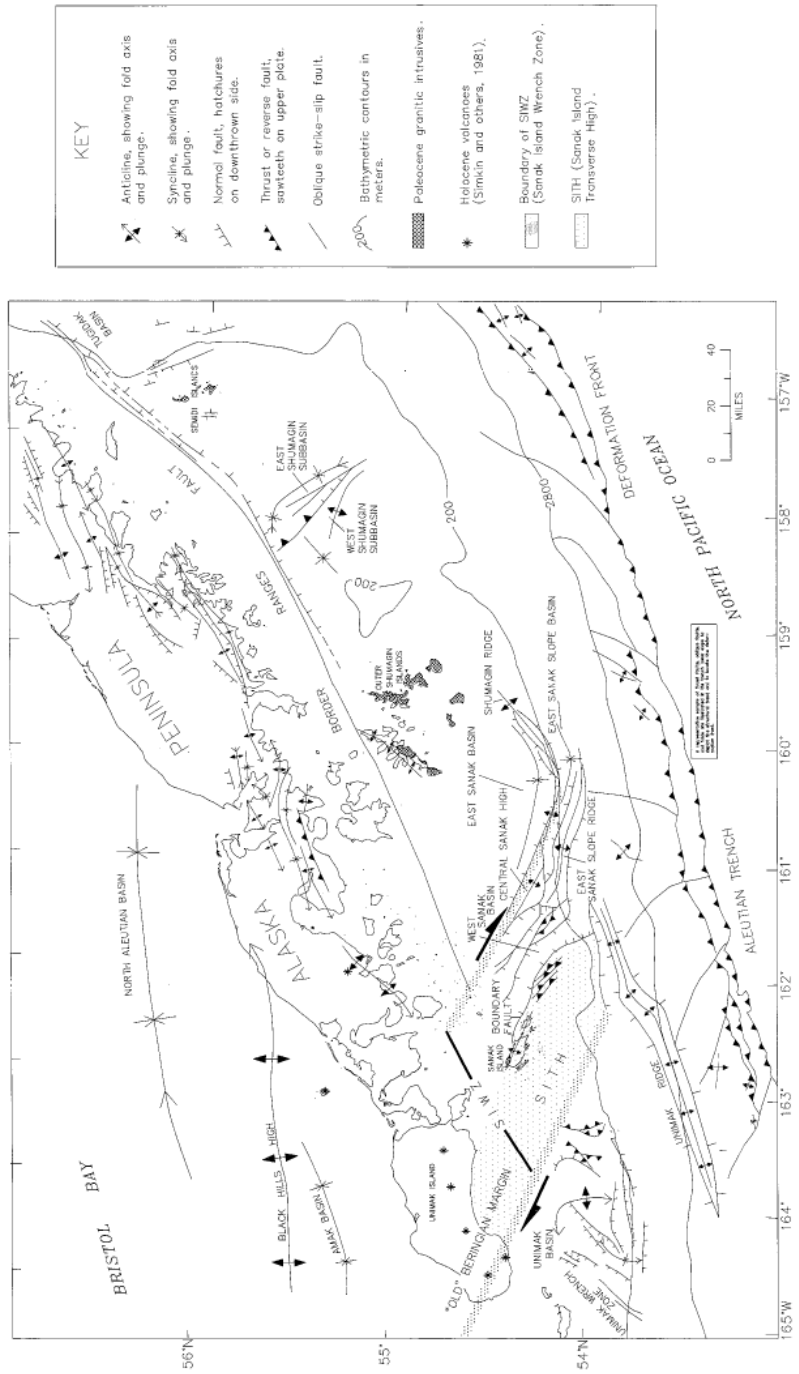 KEY
Anticline, showing fold axis
and plunge.
Syncline, showing fold axis
and plunge.
Normal fault, hatchures
on downthrown side.
Thrust or reverse fault,
sawteeth on upper plate.
Oblique strike-slip fault.
200
Bathymetric contours in
meters.
Paleocene granitic intrusives.
Holocene volcanoes
(Simkin and others, 1981).
Boundary of SIWZ
(Sanak Island Wrench Zone).
SITH (Sanak Island
Transverse High).
BRISTOL BAY
NORTH ALEUTIAN BASIN
BLACK HILLS HIGH
AMAK BASIN
ALASKA PENINSULA
UNIMAK ISLAND
"OLD" BERINGIAN MARGIN
SIWZ
SITH
SANAK
ISLAND
BOUNDARY
FAULT
UNIMAK
BASIN
UNIMAK WRENCH
ZONE
UNIMAK RIDGE
WEST
SANAK
BASIN
CENTRAL SANAK HIGH
EAST SANAK BASIN
SHUMAGIN RIDGE
EAST SANAK SLOPE BASIN
EAST
SANAK SLOPE RIDGE
BORDER RANGES FAULT
OUTER
SHUMAGIN
ISLANDS
WEST
SHUMAGIN
SUBBASIN
EAST
SHUMAGIN
SUBBASIN
SEMIDI ISLANDS
TUGIDAK
BASIN
200
200
2800
DEFORMATION FRONT
NORTH PACIFIC OCEAN
ALEUTIAN TRENCH
0 20 40
MILES
56°N
55°
54°N
165°W
164°
163°
162°
161°
160°
159°
158°
157°W